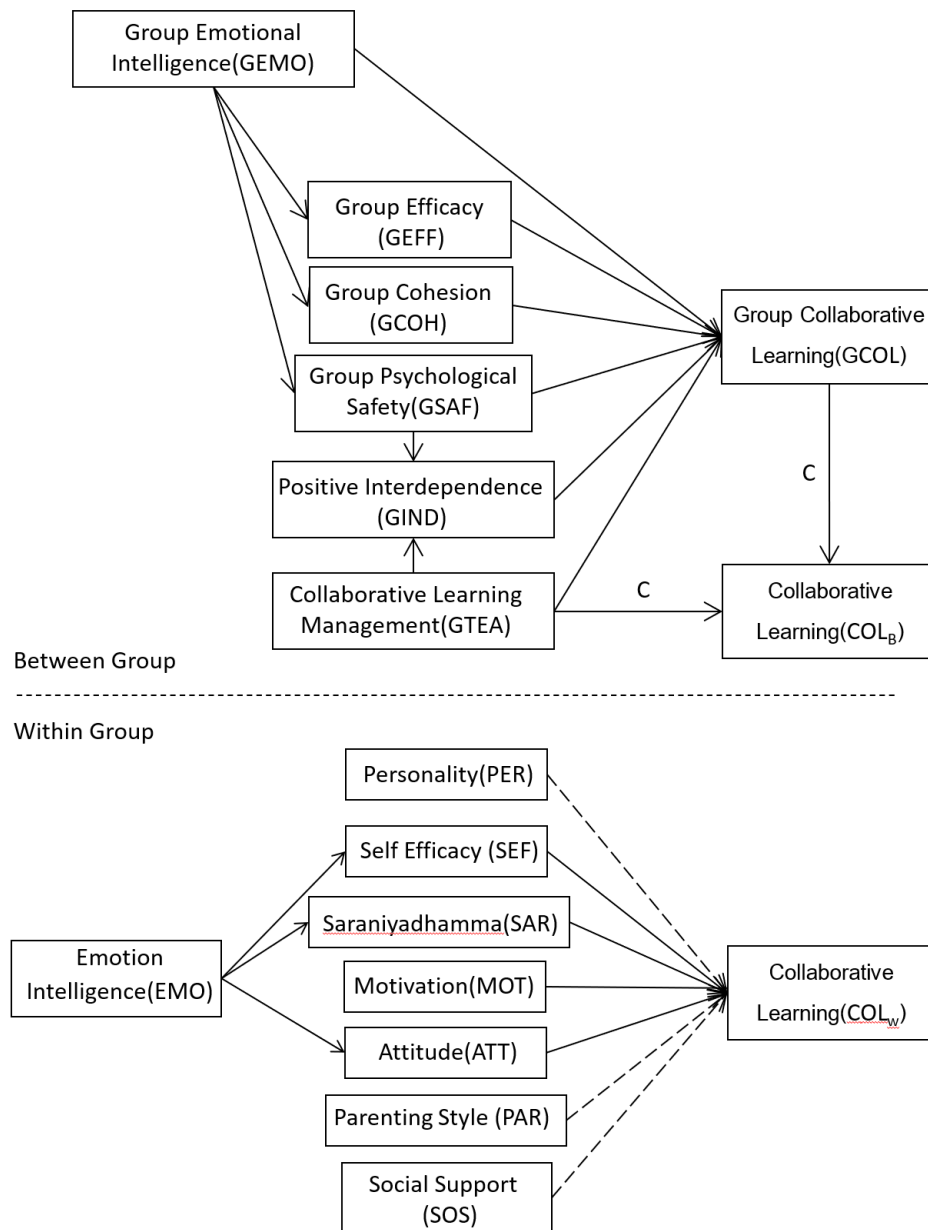 Group Emotional
Intelligence(GEMO)
Group Efficacy
(GEFF)
Group Cohesion
(GCOH)
Group Psychological
Safety(GSAF)
Positive Interdependence
(GIND)
Collaborative Learning
Management(GTEA)
Group Collaborative
Learning(GCOL)
C
C
Collaborative
Learning(COL_B)
Between Group
Within Group
Personality(PER)
Self Efficacy (SEF)
Saraniyadhamma(SAR)
Emotion
Intelligence(EMO)
Motivation(MOT)
Attitude(ATT)
Parenting Style (PAR)
Social Support
(SOS)
Collaborative
Learning(COL_w)